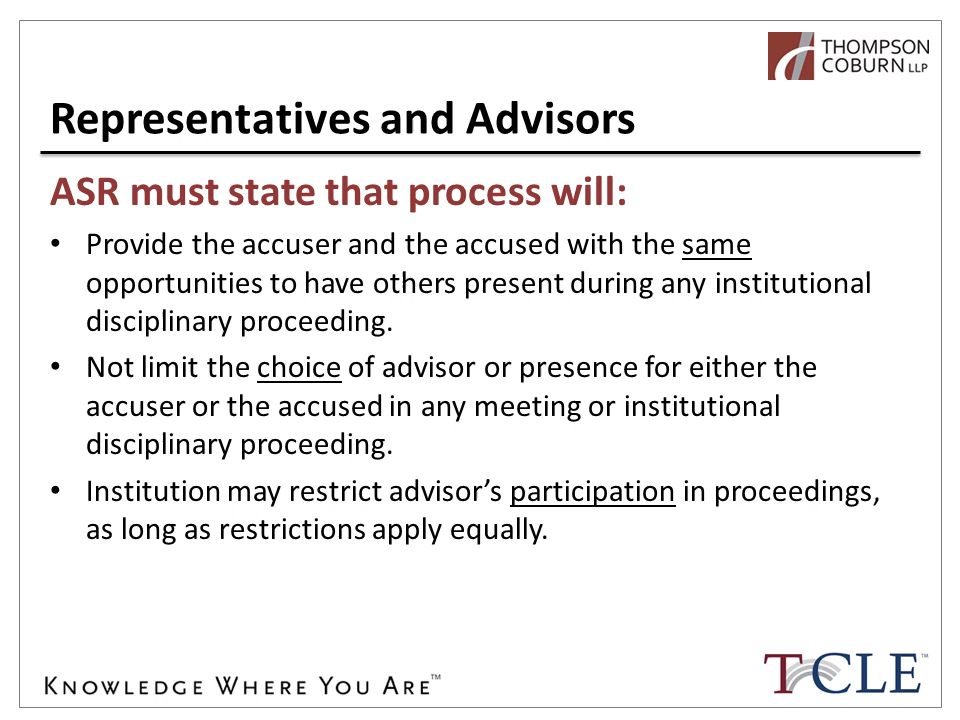 THOMPSON
COBURN LLP
Representatives and Advisors
ASR must state that process will:
• Provide the accuser and the accused with the same
opportunities to have others present during any institutional
disciplinary proceeding.
• Not limit the choice of advisor or presence for either the
accuser or the accused in any meeting or institutional
disciplinary proceeding.
• Institution may restrict advisor’s participation in proceedings,
as long as restrictions apply equally.
KNOWLEDGE WHERE YOU ARE™
TCLE™